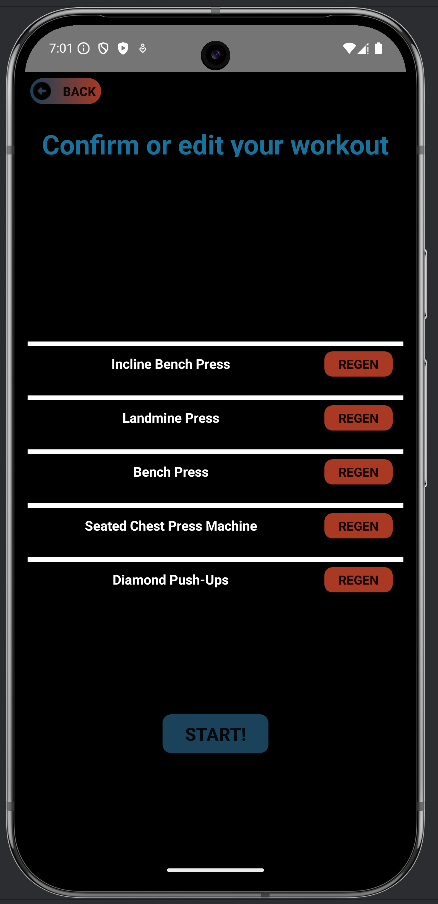 7:01
BACK
Confirm or edit your workout
Incline Bench Press REGEN
Landmine Press REGEN
Bench Press REGEN
Seated Chest Press Machine REGEN
Diamond Push-Ups REGEN
START!